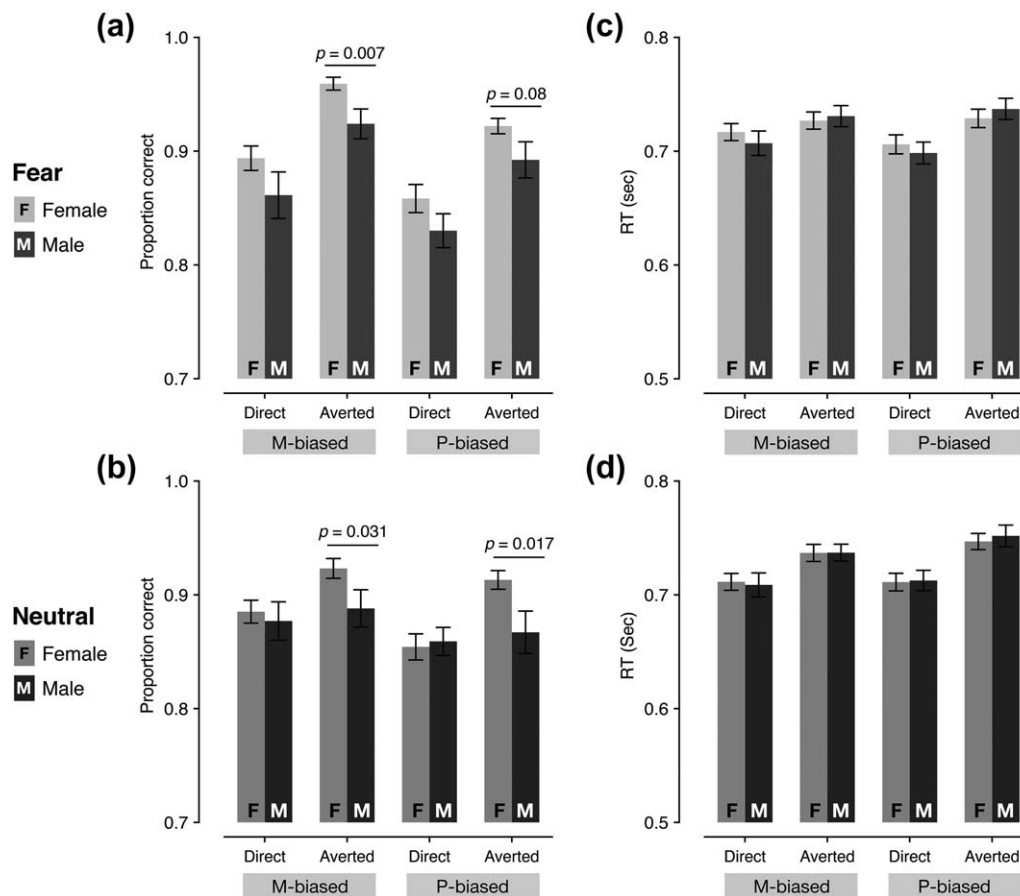 (a)
1.0
0.9
0.8
0.7
Proportion correct
p = 0.007
p = 0.08
F M F M F M F M
Direct Averted Direct Averted
M-biased P-biased
(c)
0.8
0.7
0.6
0.5
RT (sec)
F M F M F M F M
Direct Averted Direct Averted
M-biased P-biased
Fear
F Female
M Male
(b)
1.0
0.9
0.8
0.7
Proportion correct
p = 0.031
p = 0.017
F M F M F M F M
Direct Averted Direct Averted
M-biased P-biased
(d)
0.8
0.7
0.6
0.5
RT (Sec)
F M F M F M F M
Direct Averted Direct Averted
M-biased P-biased
Neutral
F Female
M Male